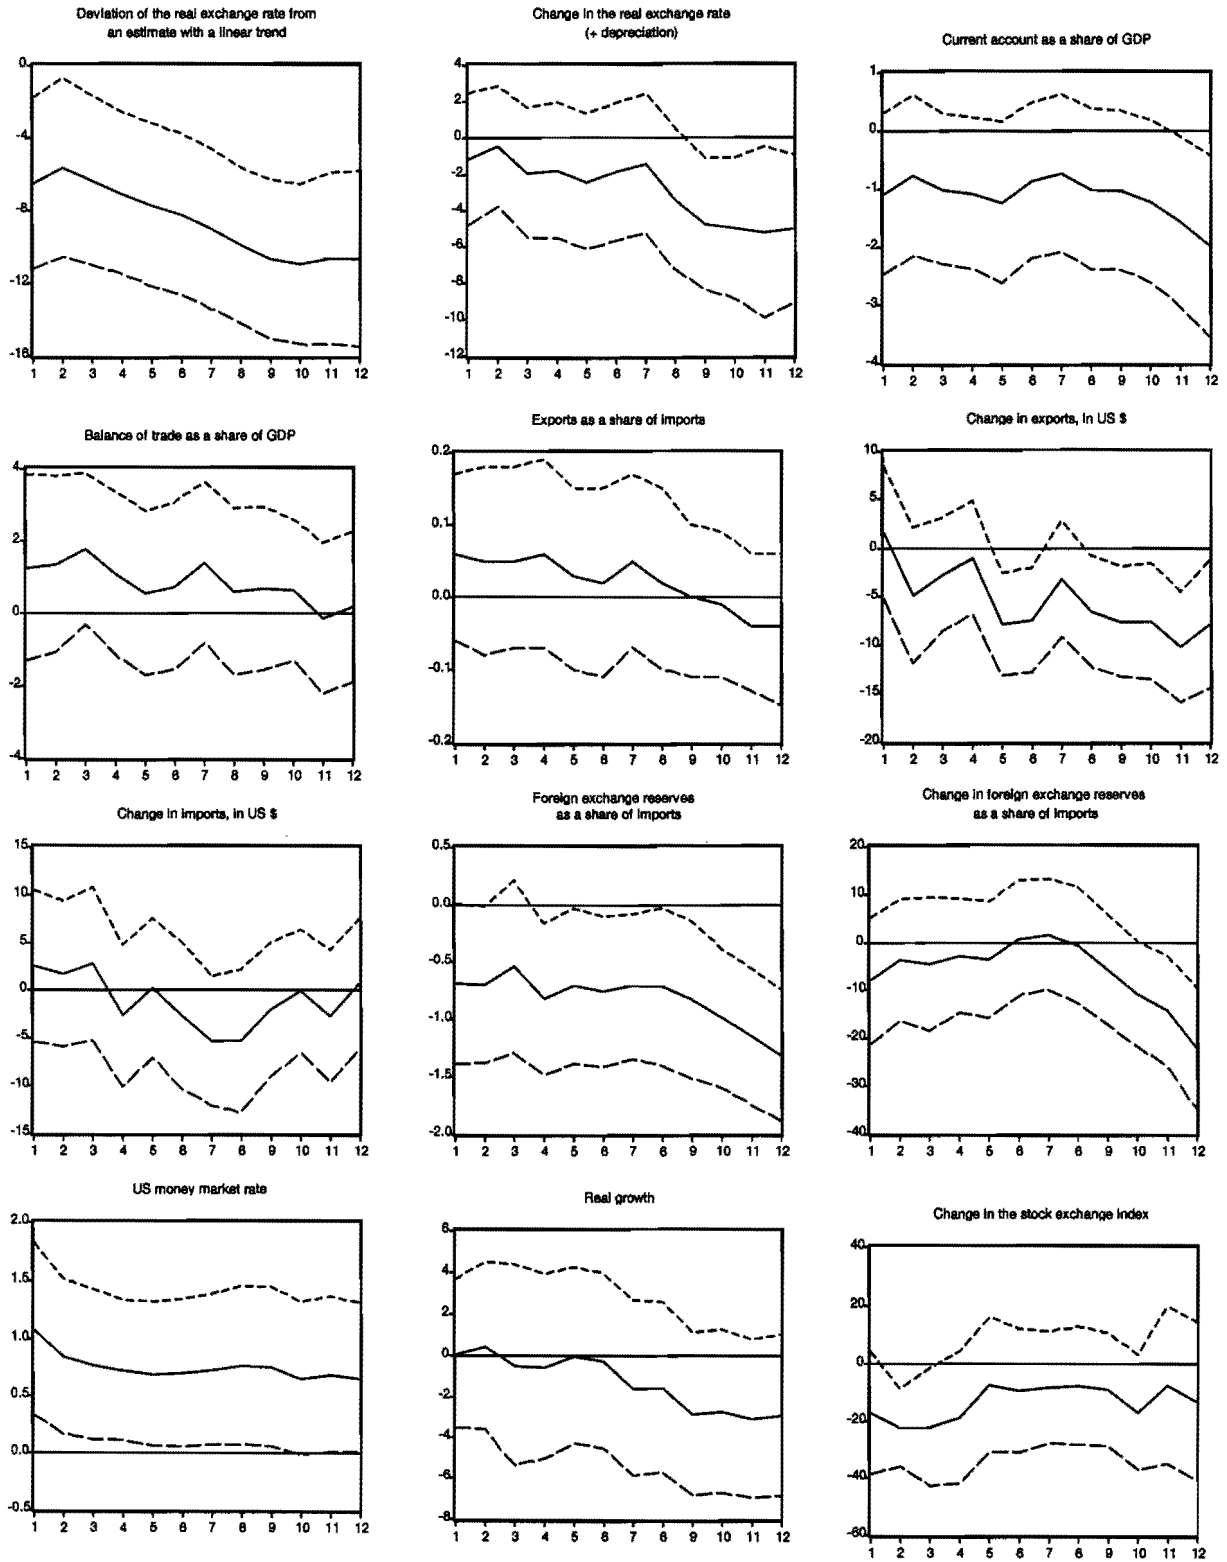 Deviation of the real exchange rate from
an estimate with a linear trend
0
-4
-8
-12
-16
1 2 3 4 5 6 7 8 9 10 11 12
Change in the real exchange rate
(+ depreciation)
4
2
0
-2
-4
-6
-8
-10
-12
1 2 3 4 5 6 7 8 9 10 11 12
Current account as a share of GDP
1
0
-1
-2
-3
-4
1 2 3 4 5 6 7 8 9 10 11 12
Balance of trade as a share of GDP
4
2
0
-2
-4
1 2 3 4 5 6 7 8 9 10 11 12
Exports as a share of imports
0.2
0.1
0.0
-0.1
-0.2
1 2 3 4 5 6 7 8 9 10 11 12
Change in exports, in US $
10
5
0
-5
-10
-15
-20
1 2 3 4 5 6 7 8 9 10 11 12
Change in imports, in US $
15
10
5
0
-5
-10
-15
1 2 3 4 5 6 7 8 9 10 11 12
Foreign exchange reserves
as a share of imports
0.5
0.0
-0.5
-1.0
-1.5
-2.0
1 2 3 4 5 6 7 8 9 10 11 12
Change in foreign exchange reserves
as a share of imports
20
10
0
-10
-20
-30
-40
1 2 3 4 5 6 7 8 9 10 11 12
US money market rate
2.0
1.5
1.0
0.5
0.0
-0.5
1 2 3 4 5 6 7 8 9 10 11 12
Real growth
6
4
2
0
-2
-4
-6
-8
1 2 3 4 5 6 7 8 9 10 11 12
Change in the stock exchange index
40
20
0
-20
-40
-60
1 2 3 4 5 6 7 8 9 10 11 12